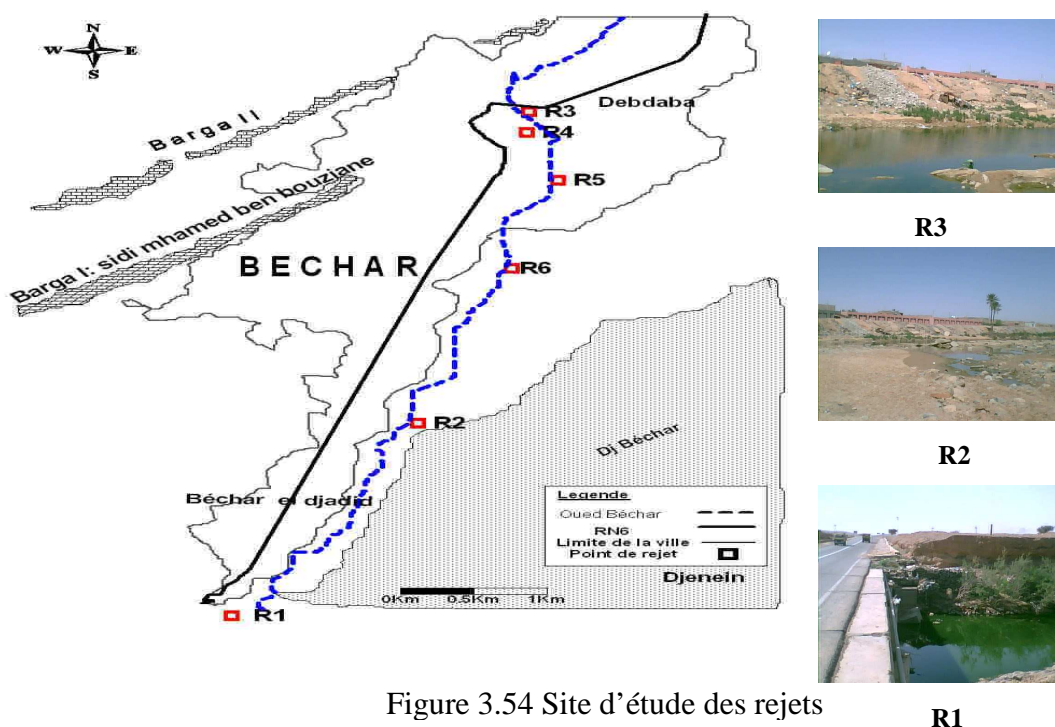 N
W E
S
Barga II
Barga I: sidi mhamed ben bouziane
BECHAR
Debdaba
R3
R4
R5
R6
R2
Béchar el djadid
R1
Dj Béchar
Legende
Oued Béchar
RN6
Limite de la ville
Point de rejet
Djenein
0Km 0.5Km 1Km
R3
R2
R1
Figure 3.54 Site d’étude des rejets